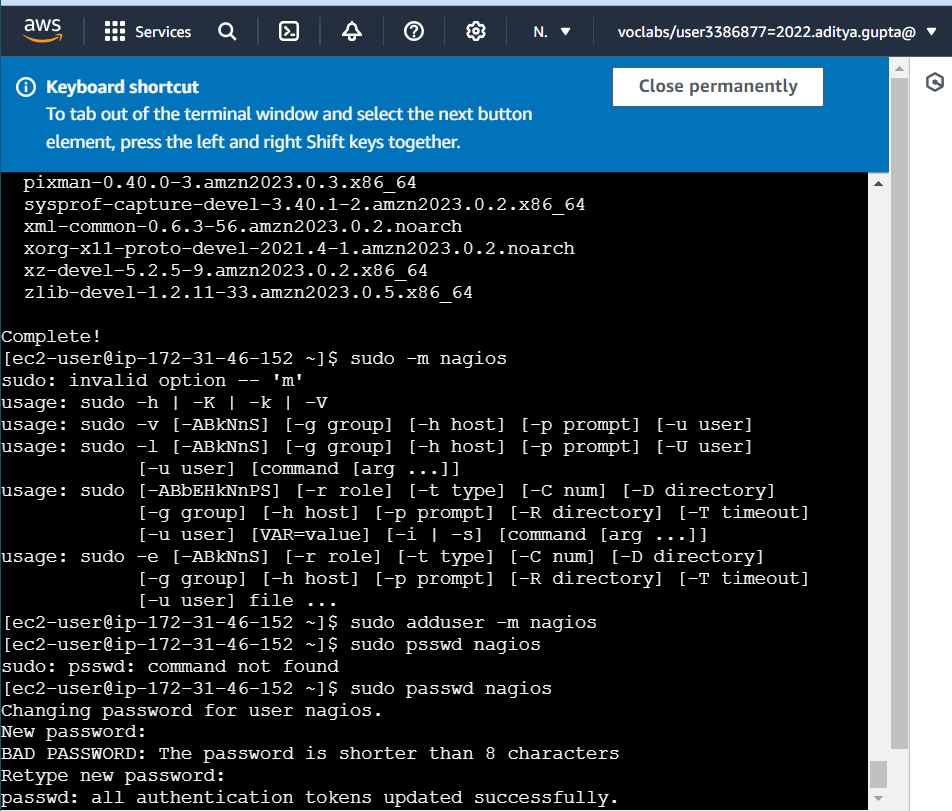 aws
Services
N.
voclabs/user3386877=2022.aditya.gupta@
Keyboard shortcut
To tab out of the terminal window and select the next button
element, press the left and right Shift keys together.
Close permanently
pixman-0.40.0-3.amzn2023.0.3.x86_64
sysprof-capture-devel-3.40.1-2.amzn2023.0.2.x86_64
xml-common-0.6.3-56.amzn2023.0.2.noarch
xorg-x11-proto-devel-2021.4-1.amzn2023.0.2.noarch
xz-devel-5.2.5-9.amzn2023.0.2.x86_64
zlib-devel-1.2.11-33.amzn2023.0.5.x86_64
Complete!
[ec2-user@ip-172-31-46-152 ~]$ sudo -m nagios
sudo: invalid option -- 'm'
usage: sudo -h | -K | -k | -V
usage: sudo -v [-ABkNnS] [-g group] [-h host] [-p prompt] [-u user]
usage: sudo -l [-ABkNnS] [-g group] [-h host] [-p prompt] [-U user]
[-u user] [command [arg ...]]
usage: sudo [-ABbEHkNnPS] [-r role] [-t type] [-C num] [-D directory]
[-g group] [-h host] [-p prompt] [-R directory] [-T timeout]
[-u user] [VAR=value] [-i | -s] [command [arg ...]]
usage: sudo -e [-ABkNnS] [-r role] [-t type] [-C num] [-D directory]
[-g group] [-h host] [-p prompt] [-R directory] [-T timeout]
[-u user] file ...
[ec2-user@ip-172-31-46-152 ~]$ sudo adduser -m nagios
[ec2-user@ip-172-31-46-152 ~]$ sudo psswd nagios
sudo: psswd: command not found
[ec2-user@ip-172-31-46-152 ~]$ sudo passwd nagios
Changing password for user nagios.
New password:
BAD PASSWORD: The password is shorter than 8 characters
Retype new password:
passwd: all authentication tokens updated successfully.